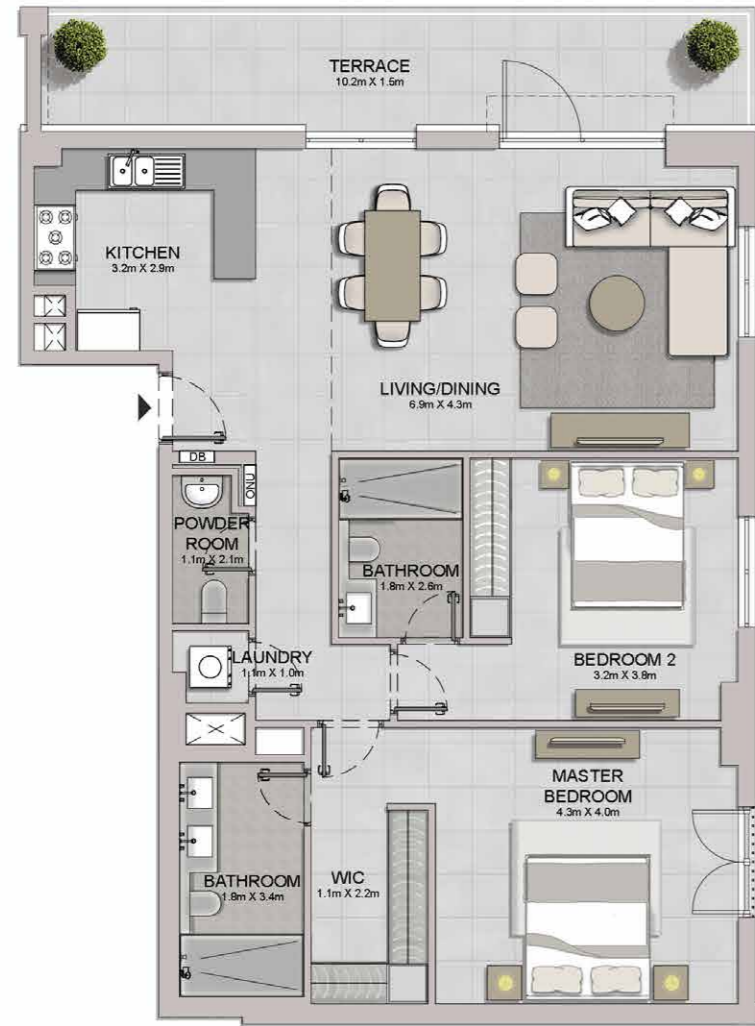 TERRACE
10.2m X 1.5m
KITCHEN
3.2m X 2.9m
LIVING/DINING
6.9m X 4.3m
DB
ONU
POWDER
ROOM
1.1m X 2.1m
BATHROOM
1.8m X 2.6m
LAUNDRY
1.1m X 1.0m
BEDROOM 2
3.2m X 3.8m
MASTER
BEDROOM
4.3m X 4.0m
BATHROOM
1.8m X 3.4m
WIC
1.1m X 2.2m